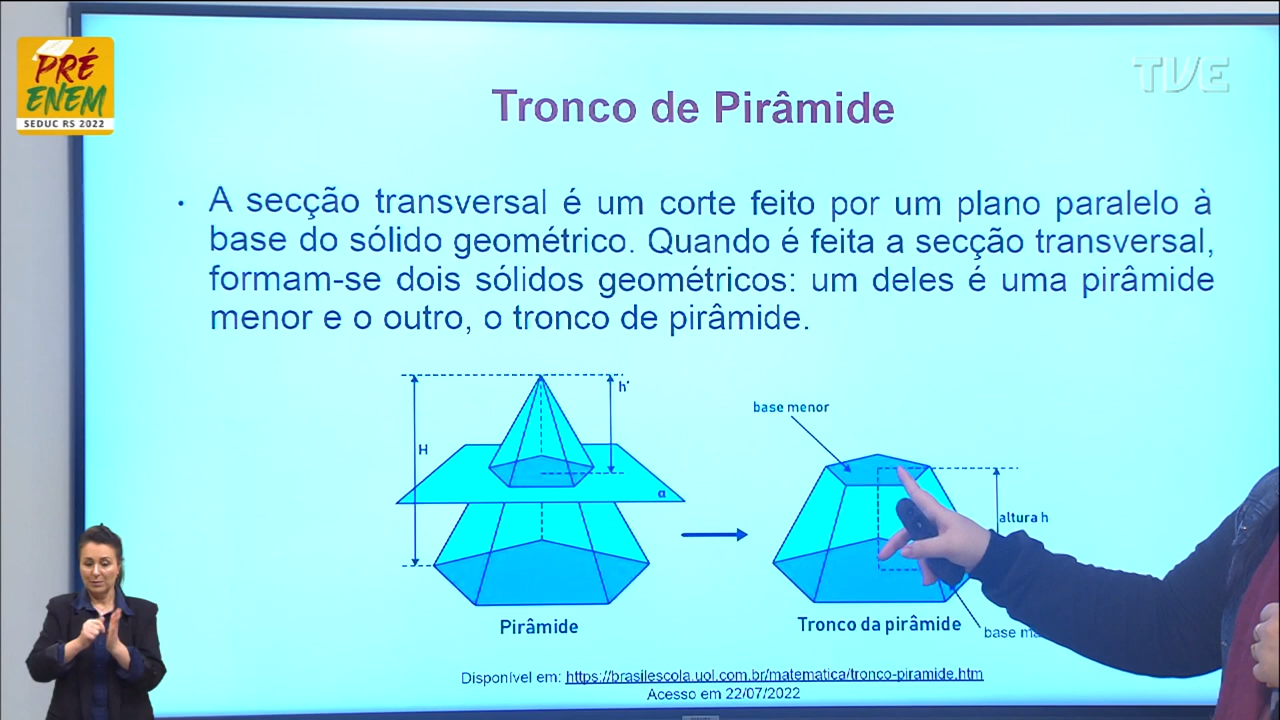 PRÉ
ENEM
SEDUC RS 2022
TVE
Tronco de Pirâmide
• A secção transversal é um corte feito por um plano paralelo à
base do sólido geométrico. Quando é feita a secção transversal,
formam-se dois sólidos geométricos: um deles é uma pirâmide
menor e o outro, o tronco de pirâmide.
h'
H
α
Pirâmide
base menor
altura h
Tronco da pirâmide
base
Disponível em: https://brasilescola.uol.com.br/matematica/tronco-piramide.htm
Acesso em 22/07/2022